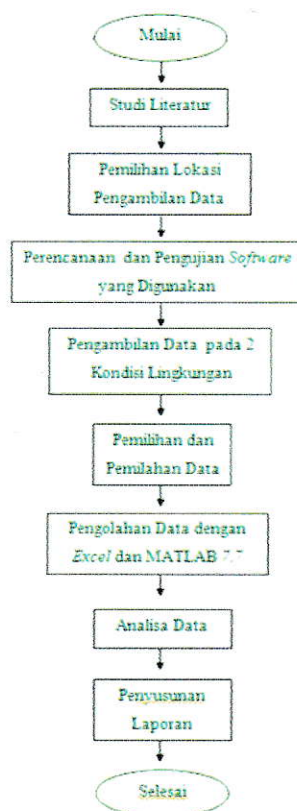 Mulai
Studi Literatur
Pemilihan Lokasi
Pengambilan Data
Perencanaan dan Pengujian Software
yang Digunakan
Pengambilan Data pada 2
Kondisi Lingkungan
Pemilihan dan
Pemilahan Data
Pengolahan Data dengan
Excel dan MATLAB 7.7
Analisa Data
Penyusunan
Laporan
Selesai